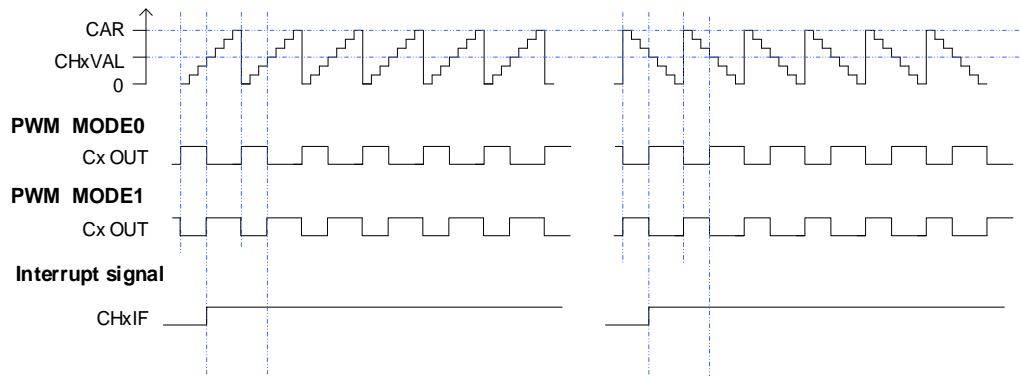 CAR
CHxVAL
0
PWM MODE0
Cx OUT
PWM MODE1
Cx OUT
Interrupt signal
CHxIF